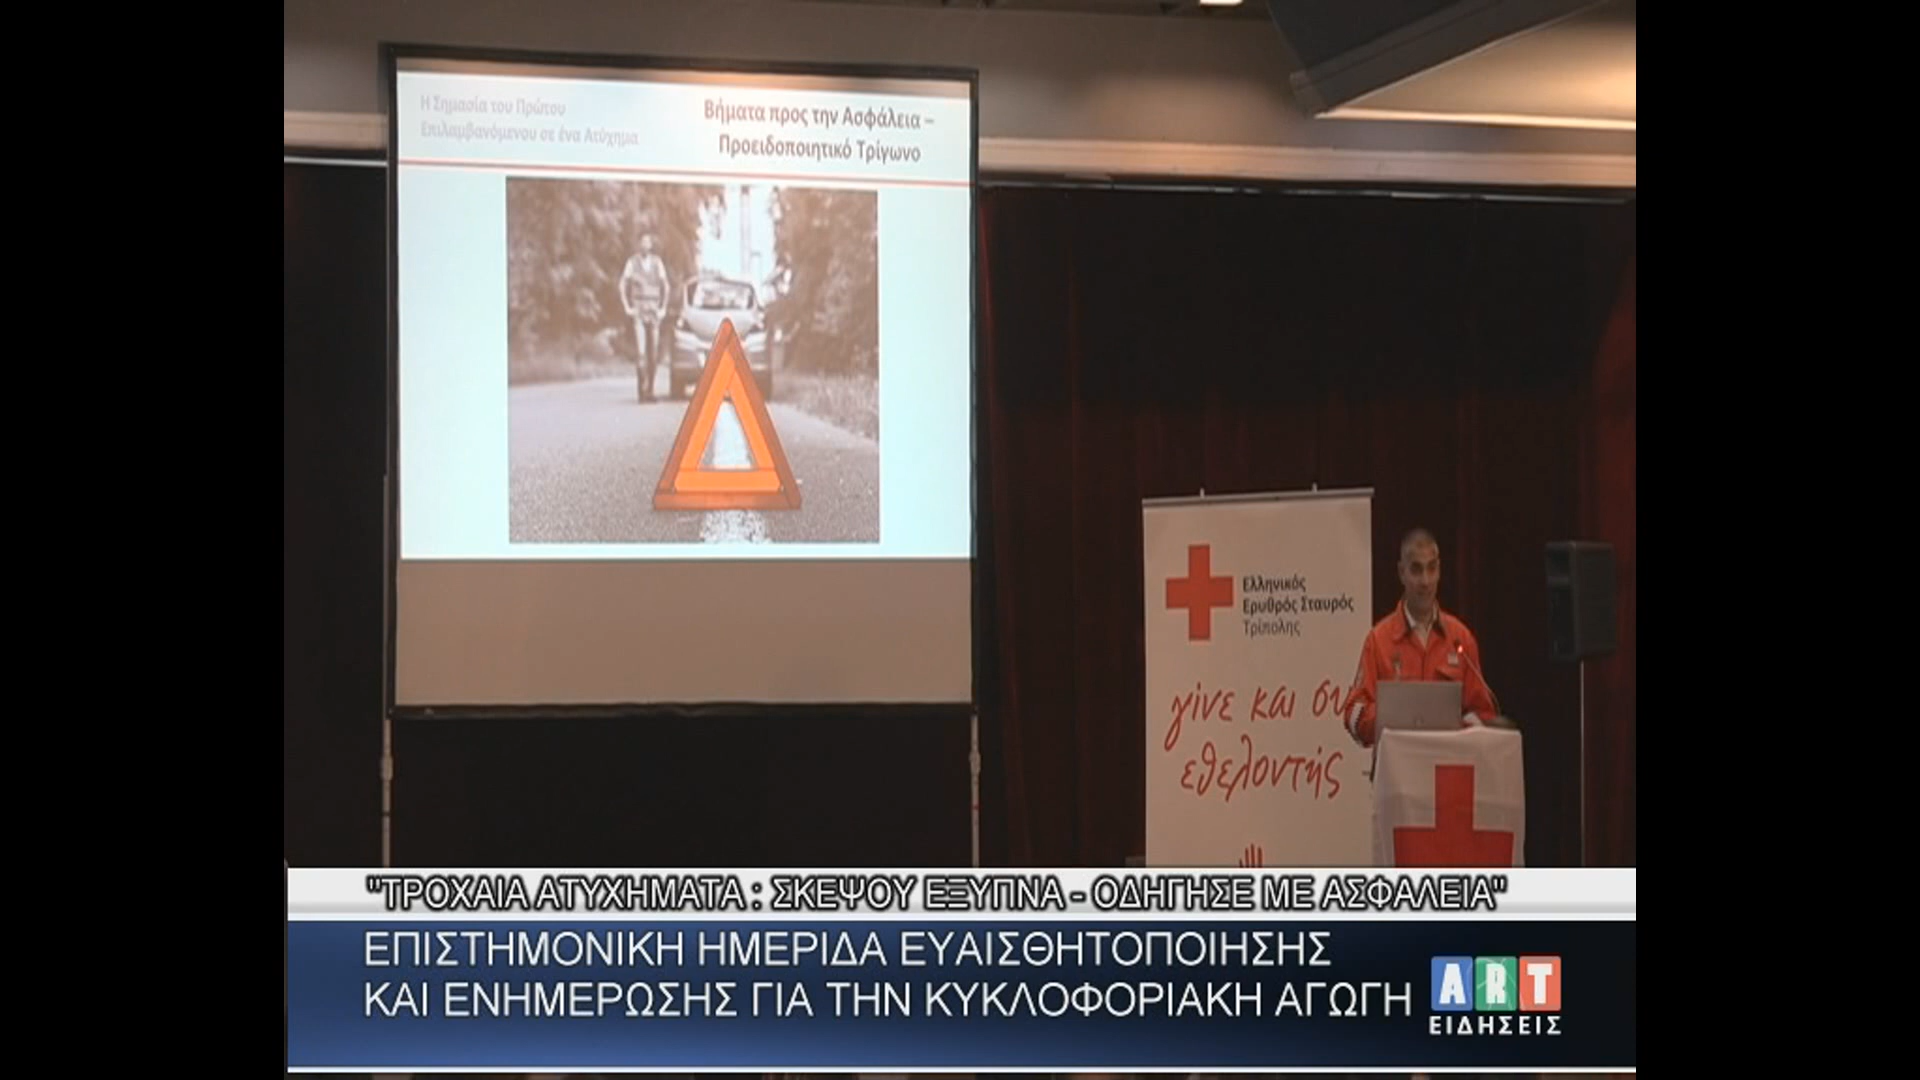 Η Σημασία του Πρώτου
Επιλαμβανόμενου σε ένα Ατύχημα
Βήματα προς την Ασφάλεια –
Προειδοποιητικό Τρίγωνο
Ελληνικός
Ερυθρός Σταυρός
Τρίπολης
γίνε και συ
εθελοντής
"ΤΡΟΧΑΙΑ ΑΤΥΧΗΜΑΤΑ : ΣΚΕΨΟΥ ΕΞΥΠΝΑ - ΟΔΗΓΗΣΕ ΜΕ ΑΣΦΑΛΕΙΑ"
ΕΠΙΣΤΗΜΟΝΙΚΗ ΗΜΕΡΙΔΑ ΕΥΑΙΣΘΗΤΟΠΟΙΗΣΗΣ
ΚΑΙ ΕΝΗΜΕΡΩΣΗΣ ΓΙΑ ΤΗΝ ΚΥΚΛΟΦΟΡΙΑΚΗ ΑΓΩΓΗ
ART
ΕΙΔΗΣΕΙΣ